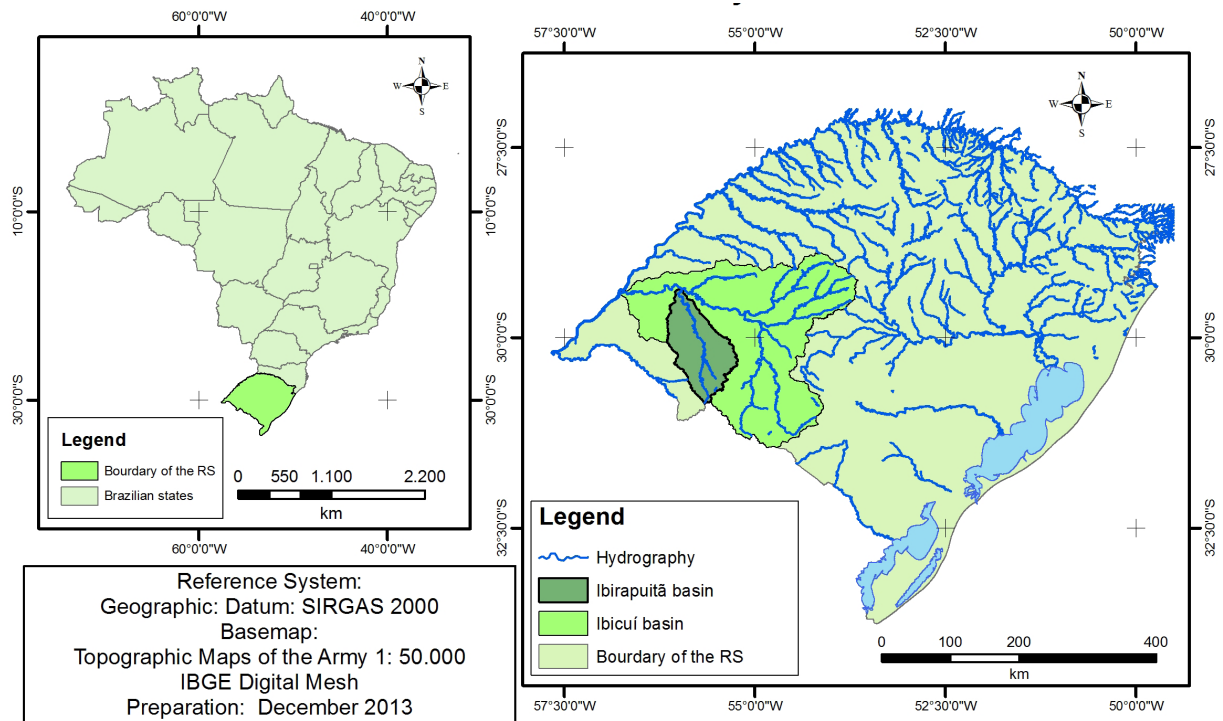 60°0'0"W 40°0'0"W
N
W E
S
10°0'0"S 10°0'0"S
30°0'0"S 30°0'0"S
Legend
Bourdary of the RS
Brazilian states
0 550 1.100 2.200
km
60°0'0"W 40°0'0"W
Reference System:
Geographic: Datum: SIRGAS 2000
Basemap:
Topographic Maps of the Army 1: 50.000
IBGE Digital Mesh
Preparation: December 2013
57°30'0"W 55°0'0"W 52°30'0"W 50°0'0"W
N
W E
S
27°30'0"S 27°30'0"S
30°0'0"S 30°0'0"S
32°30'0"S 32°30'0"S
Legend
Hydrography
Ibirapuitã basin
Ibicuí basin
Bourdary of the RS
0 100 200 400
km
57°30'0"W 55°0'0"W 52°30'0"W 50°0'0"W